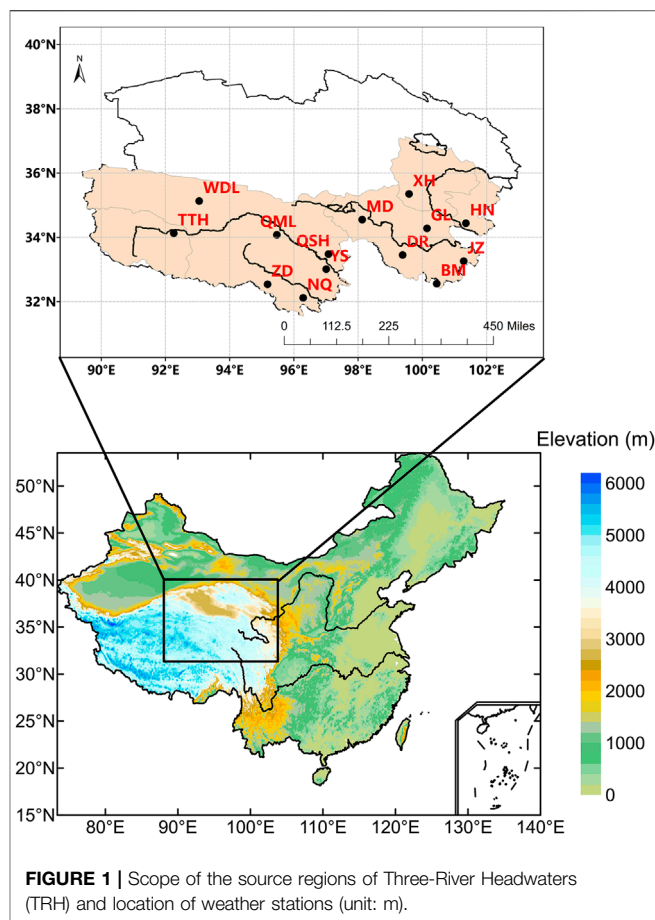 40°N
N
38°N
36°N
34°N
32°N
WDL
TTH
QML
QSH
YS
ZD
NQ
MD
XH
GL
HN
DR
JZ
BM
0 112.5 225 450 Miles
90°E 92°E 94°E 96°E 98°E 100°E 102°E
Elevation (m)
50°N
45°N
40°N
35°N
30°N
25°N
20°N
15°N
80°E 90°E 100°E 110°E 120°E 130°E 140°E
6000
5000
4000
3000
2000
1000
0
FIGURE 1 | Scope of the source regions of Three-River Headwaters
(TRH) and location of weather stations (unit: m).